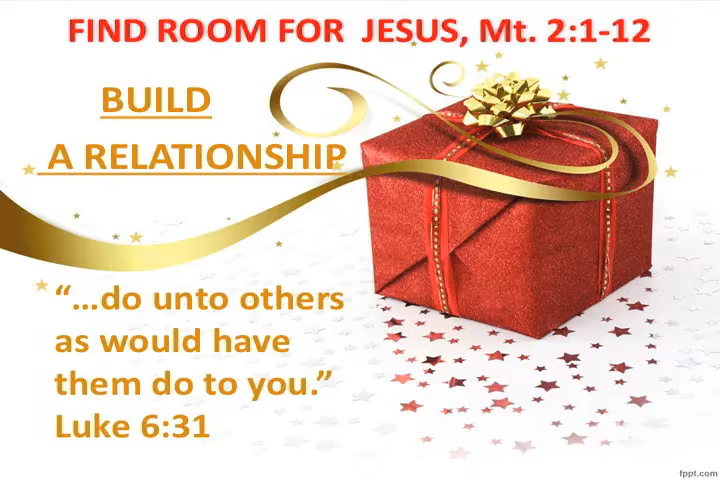 FIND ROOM FOR JESUS, Mt. 2:1-12
BUILD
A RELATIONSHIP
“…do unto others
as would have
them do to you.”
Luke 6:31
fppt.com